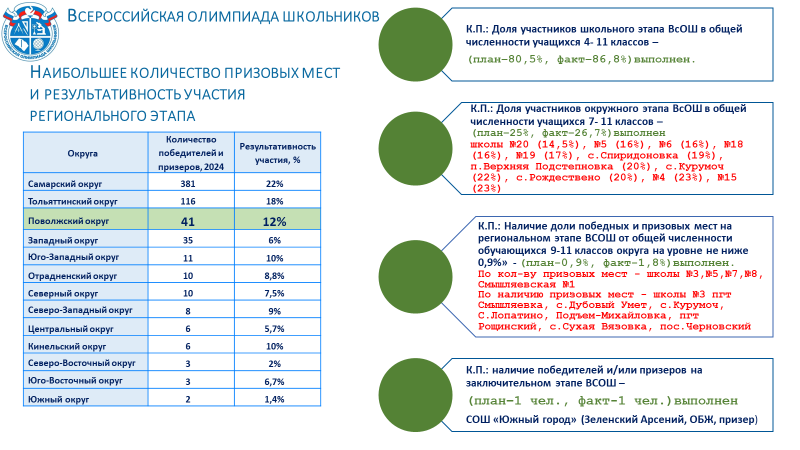 ВСЕРОССИЙСКАЯ ОЛИМПИАДА ШКОЛЬНИКОВ
НАИБОЛЬШЕЕ КОЛИЧЕСТВО ПРИЗОВЫХ МЕСТ
И РЕЗУЛЬТАТИВНОСТЬ УЧАСТИЯ
РЕГИОНАЛЬНОГО ЭТАПА
Округа | Количество победителей и призеров, 2024 | Результативность участия, %
Самарский округ 381 22%
Тольяттинский округ 116 18%
Поволжский округ 41 12%
Западный округ 35 6%
Юго-Западный округ 11 10%
Отрадненский округ 10 8,8%
Северный округ 10 7,5%
Северо-Западный округ 8 9%
Центральный округ 6 5,7%
Кинельский округ 6 10%
Северо-Восточный округ 3 2%
Юго-Восточный округ 3 6,7%
Южный округ 2 1,4%
К.П.: Доля участников школьного этапа ВсОШ в общей
численности учащихся 4- 11 классов –
(план–80,5%, факт–86,8%)выполнен.
К.П.: Доля участников окружного этапа ВсОШ в общей
численности учащихся 7- 11 классов –
(план–25%, факт–26,7%)выполнен
школы №20 (14,5%), №5 (16%), №6 (16%), №18
(16%), №19 (17%), с.Спиридоновка (19%),
п.Верхняя Подстепновка (20%), с.Курумоч
(22%), с.Рождествено (20%), №4 (23%), №15
(23%)
К.П.: Наличие доли победных и призовых мест на
региональном этапе ВСОШ от общей численности
обучающихся 9-11 классов округа на уровне не ниже
0,9%» - (план–0,9%, факт–1,8%)выполнен.
По кол-ву призовых мест - школы №3,№5,№7,№8,
Смышляевская №1
По наличию призовых мест - школы №3 пгт
Смышляевка, с.Дубовый Умет, с.Курумоч,
С.Лопатино, Подъем-Михайловка, пгт
Рощинский, с.Сухая Вязовка, пос.Черновский
К.П.: наличие победителей и/или призеров на
заключительном этапе ВСОШ –
(план–1 чел., факт–1 чел.)выполнен
СОШ «Южный город» (Зеленский Арсений, ОБЖ, призер)